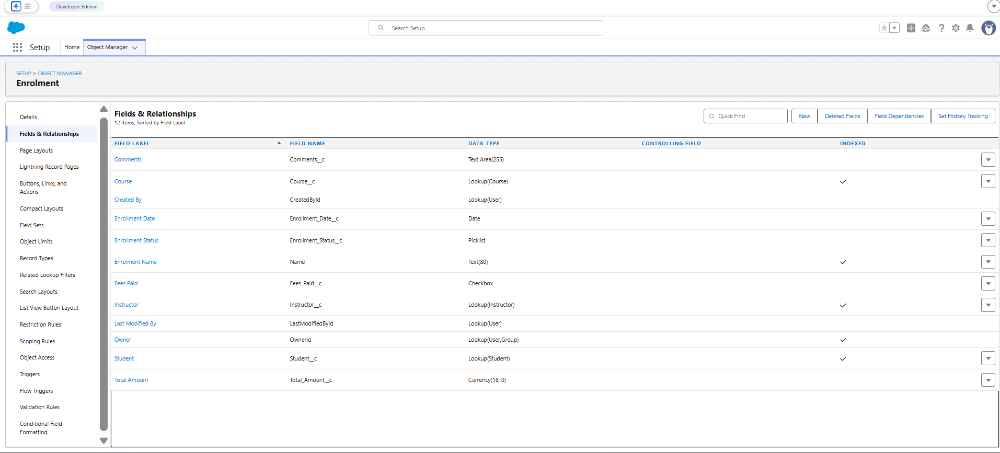 Developer Edition
Search Setup
Setup
Home
Object Manager
SETUP > OBJECT MANAGER
Enrolment
Details
Fields & Relationships
Page Layouts
Lightning Record Pages
Buttons, Links, and
Actions
Compact Layouts
Field Sets
Object Limits
Record Types
Related Lookup Filters
Search Layouts
List View Button Layout
Restriction Rules
Scoping Rules
Object Access
Triggers
Flow Triggers
Validation Rules
Conditional Field
Formatting
Fields & Relationships
12 Items, Sorted by Field Label
Quick Find
New
Deleted Fields
Field Dependencies
Set History Tracking
FIELD LABEL FIELD NAME DATA TYPE CONTROLLING FIELD INDEXED
Comments Comments__c Text Area(255)
Course Course__c Lookup(Course)
Created By CreatedById Lookup(User)
Enrollment Date Enrollment_Date__c Date
Enrollment Status Enrollment_Status__c Picklist
Enrolment Name Name Text(80)
Fees Paid Fees_Paid__c Checkbox
Instructor Instructor__c Lookup(Instructor)
Last Modified By LastModifiedById Lookup(User)
Owner OwnerId Lookup(User,Group)
Student Student__c Lookup(Student)
Total Amount Total_Amount__c Currency(18, 0)